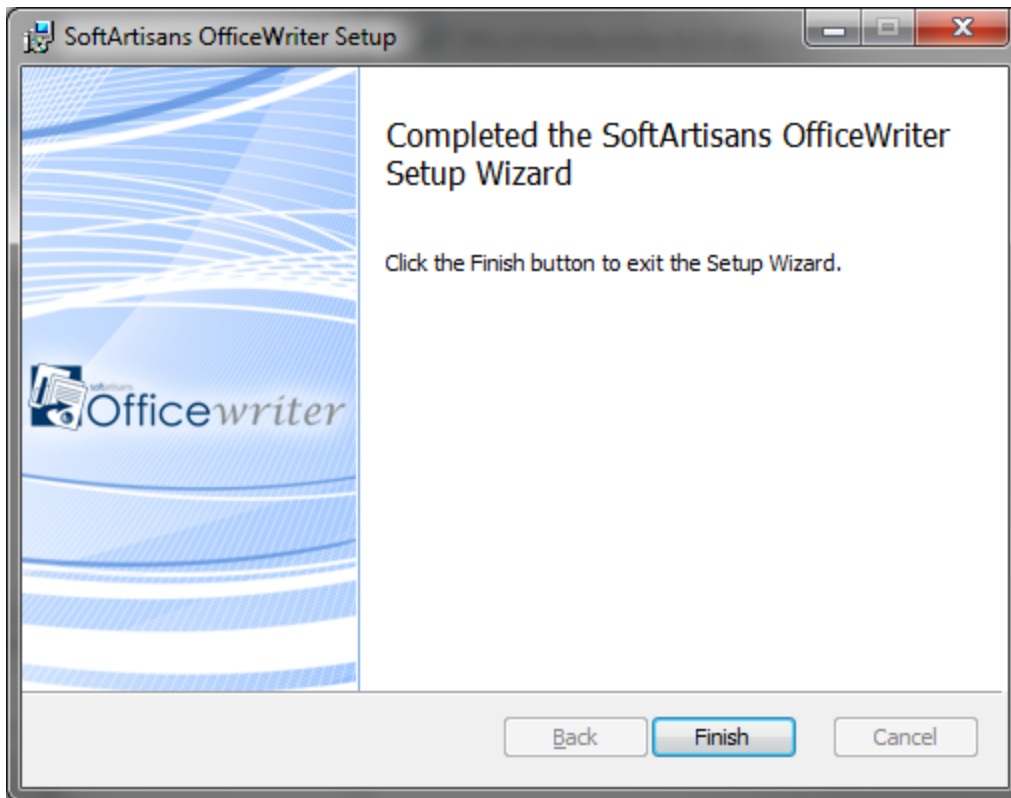 SoftArtisans OfficeWriter Setup
Completed the SoftArtisans OfficeWriter
Setup Wizard
Click the Finish button to exit the Setup Wizard.
softartisans
Officewriter
Back
Finish
Cancel